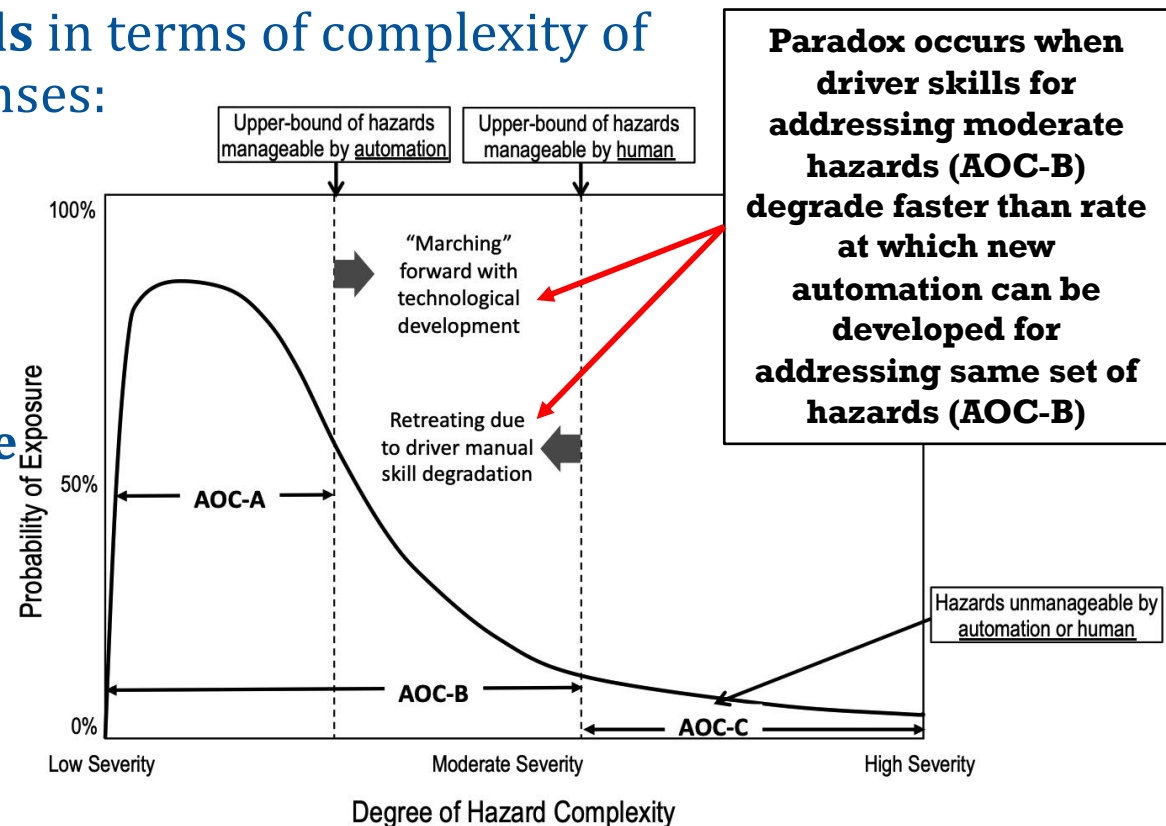 ds in terms of complexity of
nses:
Paradox occurs when
driver skills for
addressing moderate
hazards (AOC-B)
degrade faster than rate
at which new
automation can be
developed for
addressing same set of
hazards (AOC-B)
Upper-bound of hazards
manageable by automation
Upper-bound of hazards
manageable by human
100%
"Marching"
forward with
technological
development
Retreating due
to driver manual
skill degradation
e
Probability of Exposure
50%
AOC-A
Hazards unmanageable by
automation or human
AOC-B
AOC-C
0%
Low Severity
Moderate Severity
High Severity
Degree of Hazard Complexity